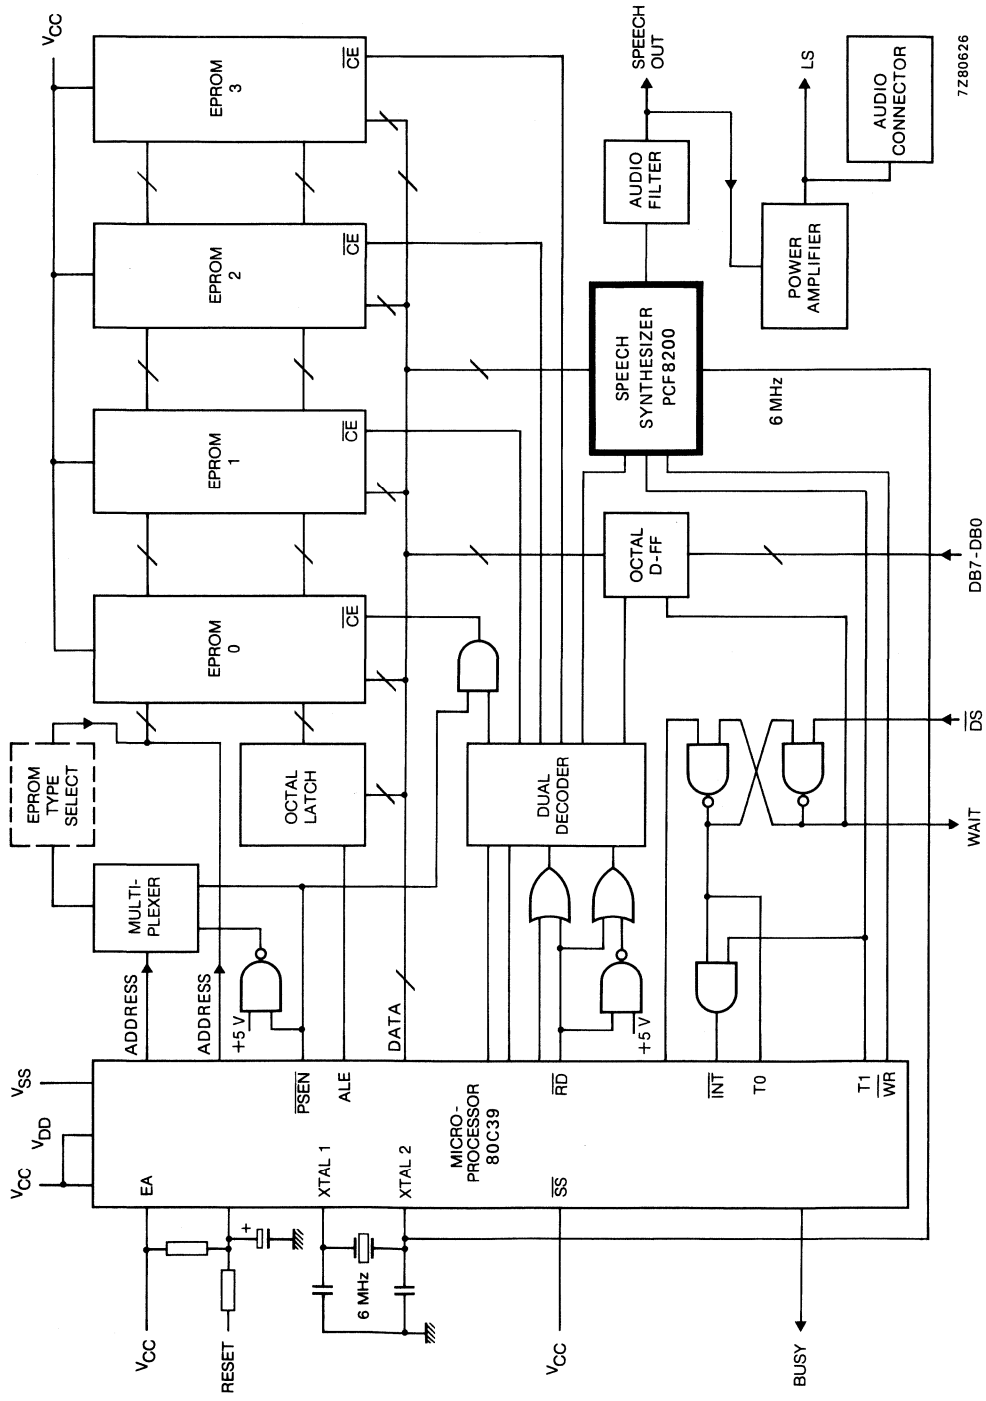 VCC
EPROM
3
CE
EPROM
2
CE
EPROM
1
CE
EPROM
0
CE
EPROM
TYPE
SELECT
MULTI-
PLEXER
OCTAL
LATCH
ADDRESS
ADDRESS
+5 V
DATA
DUAL
DECODER
+5 V
OCTAL
D-FF
SPEECH
SYNTHESIZER
PCF8200
6 MHz
AUDIO
FILTER
SPEECH
OUT
POWER
AMPLIFIER
LS
AUDIO
CONNECTOR
DB7-DB0
DS
WAIT
VSS
VDD
VCC
EA
PSEN
ALE
XTAL 1
XTAL 2
MICRO-
PROCESSOR
80C39
RD
SS
INT
T0
T1
WR
VCC
RESET
6 MHz
VCC
BUSY
+
7Z80626